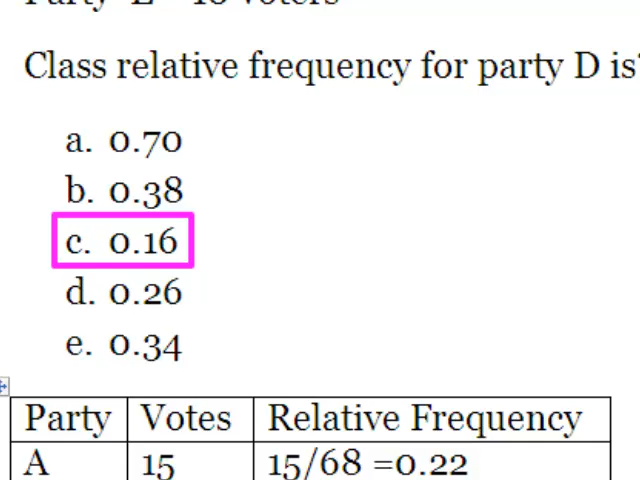 Class relative frequency for party D is?
a. 0.70
b. 0.38
c. 0.16
d. 0.26
e. 0.34
Party Votes Relative Frequency
A 15 15/68 =0.22